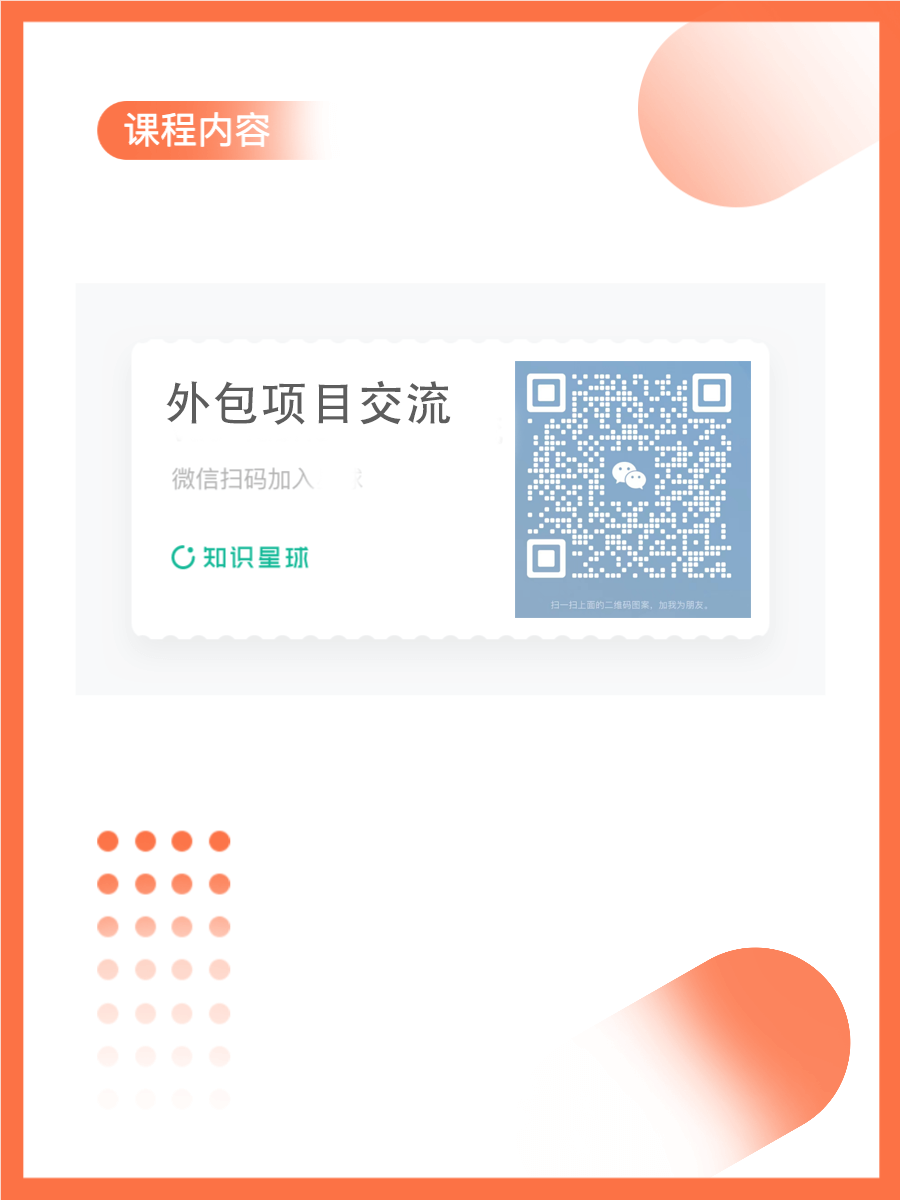 课程内容
外包项目交流
微信扫码加入
知识星球
扫一扫上面的二维码图案，加我为朋友。